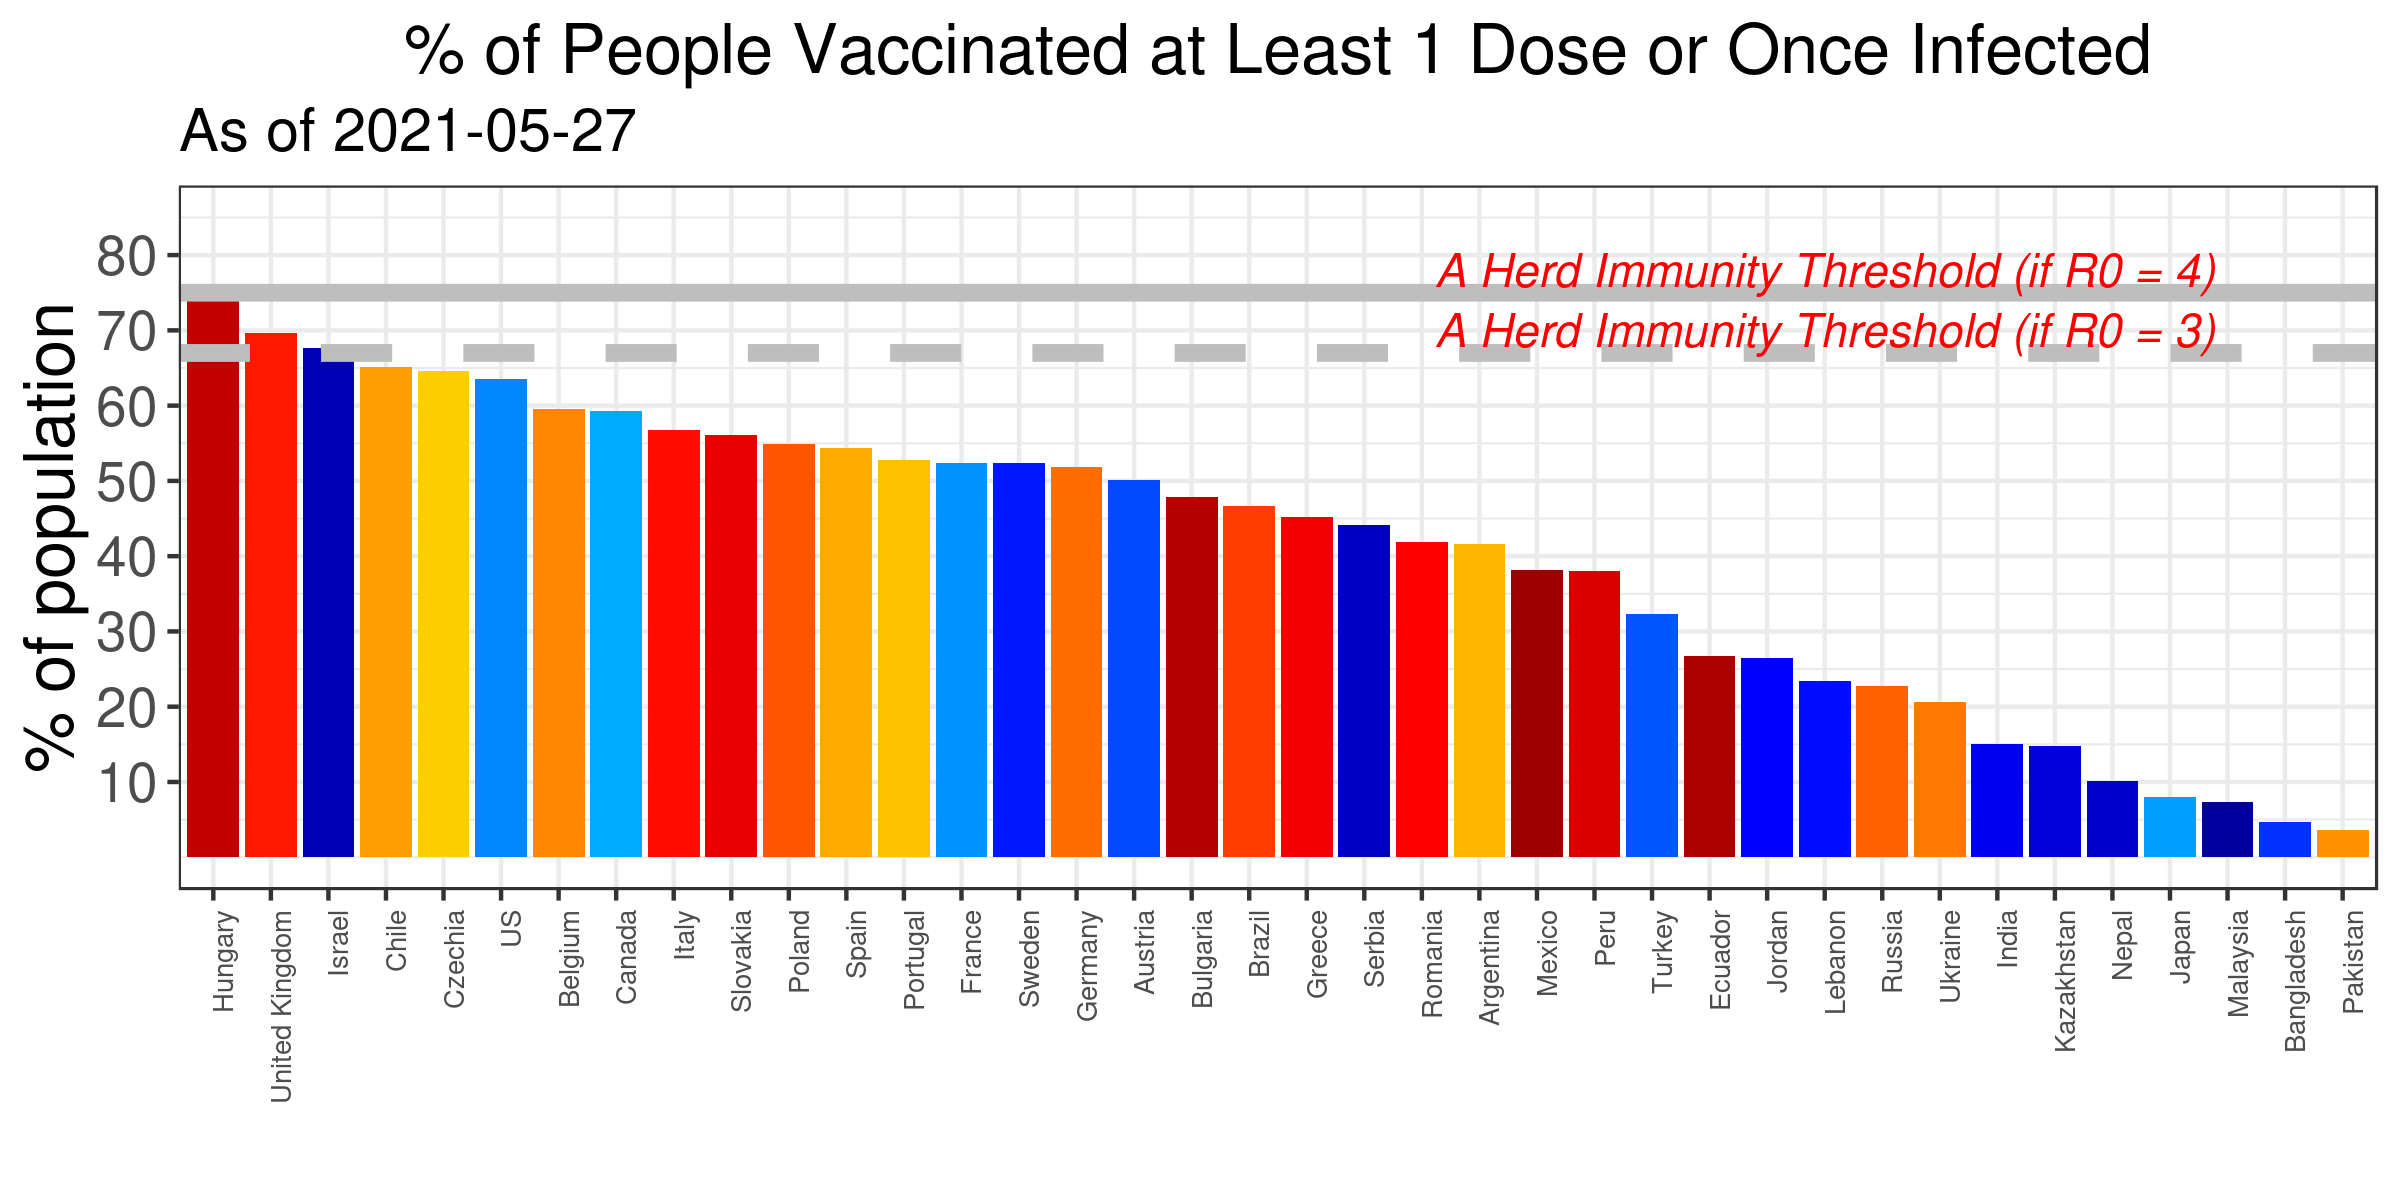 % of People Vaccinated at Least 1 Dose or Once Infected
As of 2021-05-27
% of population
80
70
60
50
40
30
20
10
A Herd Immunity Threshold (if R0 = 4)
A Herd Immunity Threshold (if R0 = 3)
Hungary
United Kingdom
Israel
Chile
Czechia
US
Belgium
Canada
Italy
Slovakia
Poland
Spain
Portugal
France
Sweden
Germany
Austria
Bulgaria
Brazil
Greece
Serbia
Romania
Argentina
Mexico
Peru
Turkey
Ecuador
Jordan
Lebanon
Russia
Ukraine
India
Kazakhstan
Nepal
Japan
Malaysia
Bangladesh
Pakistan